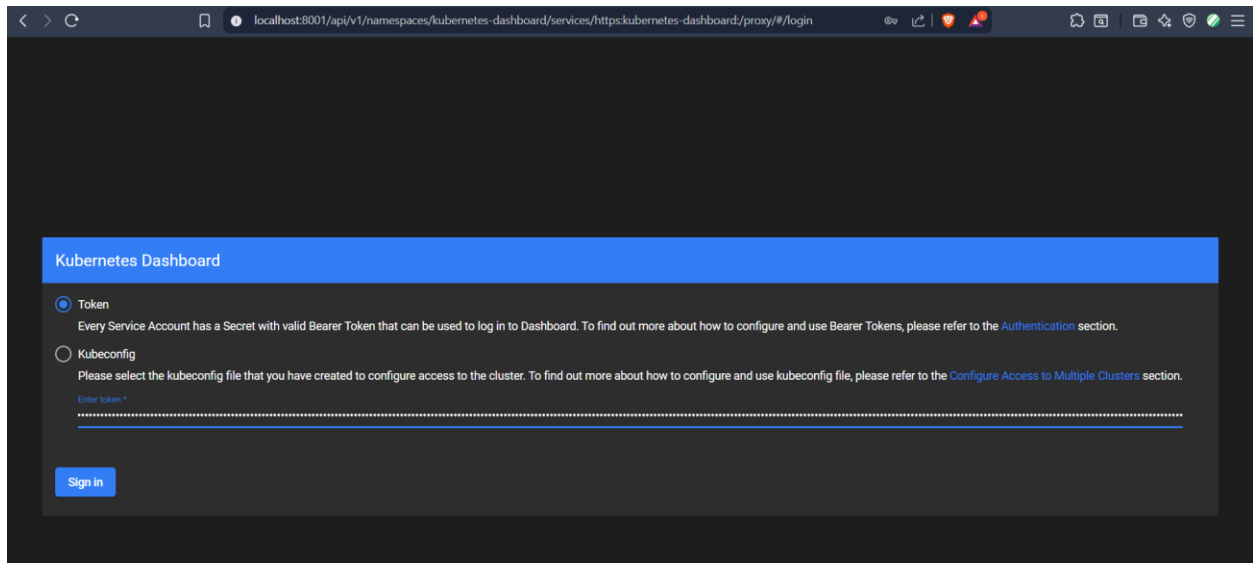 localhost:8001/api/v1/namespaces/kubernetes-dashboard/services/https:kubernetes-dashboard:/proxy/#/login
Kubernetes Dashboard
Token
Every Service Account has a Secret with valid Bearer Token that can be used to log in to Dashboard. To find out more about how to configure and use Bearer Tokens, please refer to the Authentication section.
Kubeconfig
Please select the kubeconfig file that you have created to configure access to the cluster. To find out more about how to configure and use kubeconfig file, please refer to the Configure Access to Multiple Clusters section.
Enter token *
Sign in